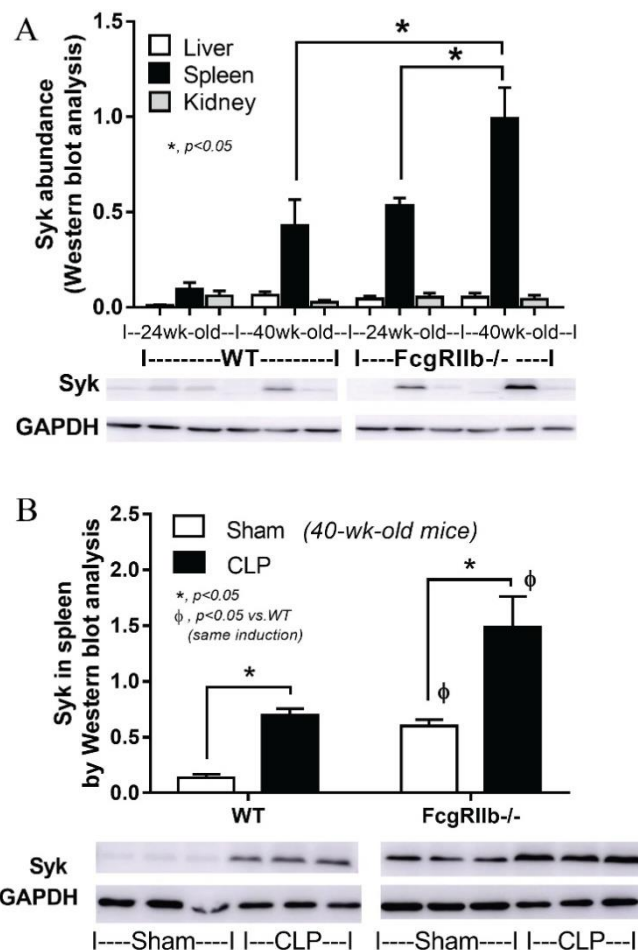 A
1.5
1.0
0.5
0.0
Syk abundance
(Western blot analysis)
Liver
Spleen
Kidney
*, p<0.05
*
*
I--24wk-old--I--40wk-old--I I--24wk-old--I--40wk-old--I
I---------WT---------I I----FcgRIIb-/- ----I
Syk
GAPDH
B
2.5
2.0
1.5
1.0
0.5
0.0
Syk in spleen
by Western blot analysis
Sham (40-wk-old mice)
CLP
*, p<0.05
ϕ , p<0.05 vs.WT
(same induction)
*
* ϕ
ϕ
WT FcgRIIb-/-
Syk
GAPDH
I----Sham----I I---CLP---I I----Sham----I I---CLP---I